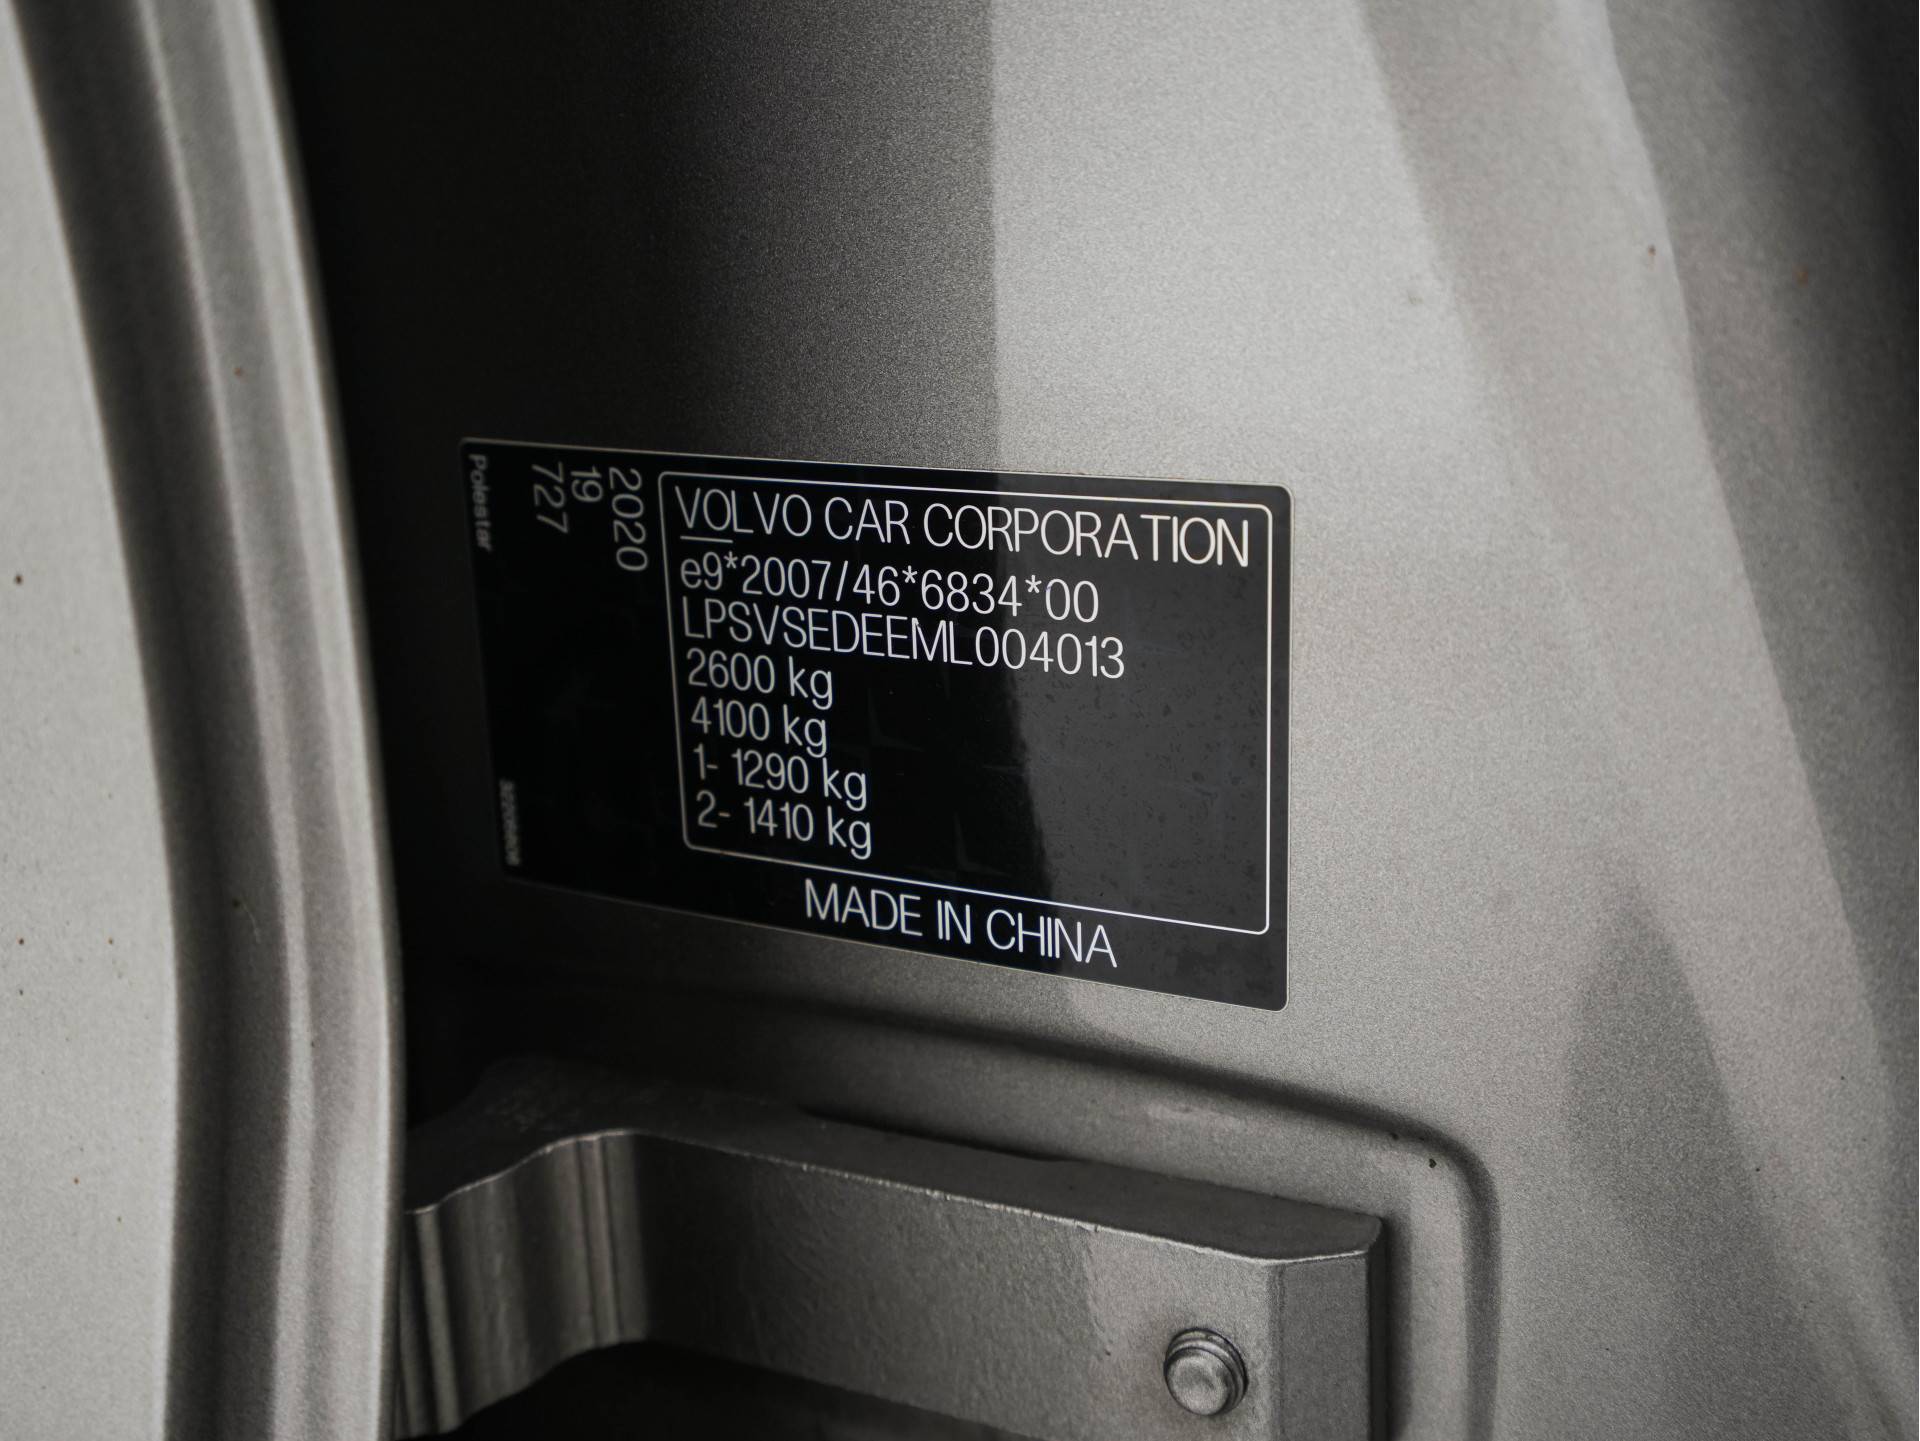 VOLVO CAR CORPORATION
e9*2007/46*6834*00
LPSVSEDEEML004013
2600 kg
4100 kg
1- 1290 kg
2- 1410 kg
MADE IN CHINA
2020
19
727
Polestar